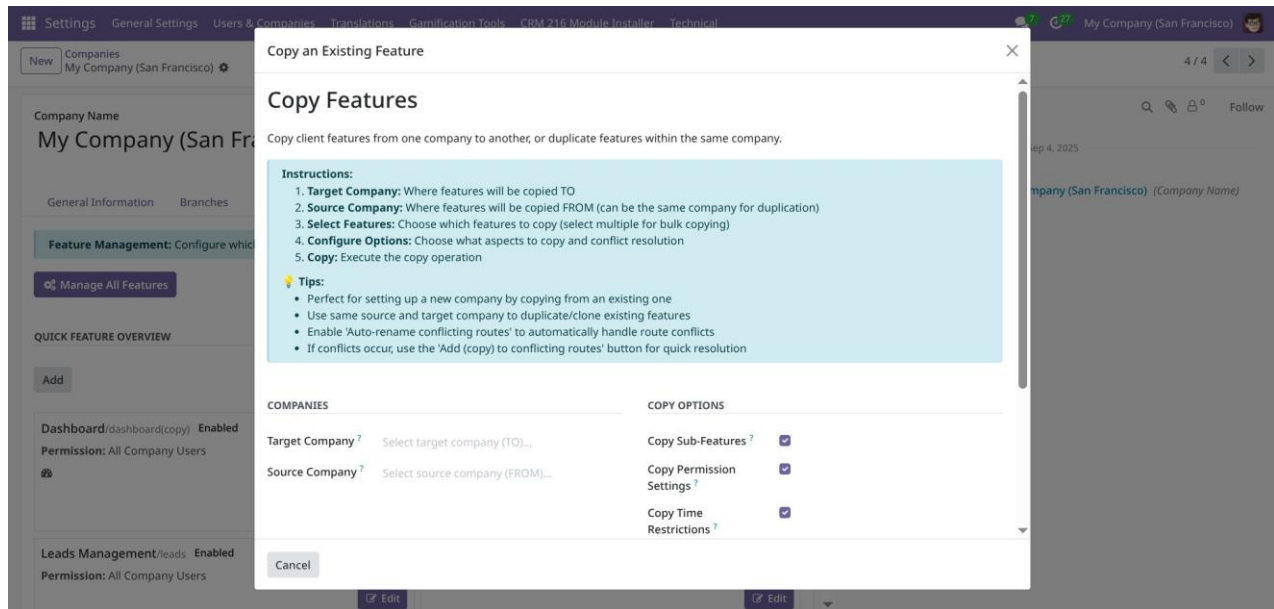 Settings General Settings Users & Companies Translations Gamification Tools CRM 216 Module Installer Technical 7 27 My Company (San Francisco)
New Companies
My Company (San Francisco) 4 / 4
Copy an Existing Feature
Company Name
My Company (San Fra
0 Follow
General Information Branches
Feature Management: Configure whic
Manage All Features
QUICK FEATURE OVERVIEW
Add
Dashboard/dashboard(copy) Enabled
Permission: All Company Users
Leads Management/leads Enabled
Permission: All Company Users
Edit Edit
Copy Features
Copy client features from one company to another, or duplicate features within the same company.
Instructions:
1. Target Company: Where features will be copied TO
2. Source Company: Where features will be copied FROM (can be the same company for duplication)
3. Select Features: Choose which features to copy (select multiple for bulk copying)
4. Configure Options: Choose what aspects to copy and conflict resolution
5. Copy: Execute the copy operation
Tips:
• Perfect for setting up a new company by copying from an existing one
• Use same source and target company to duplicate/clone existing features
• Enable 'Auto-rename conflicting routes' to automatically handle route conflicts
• If conflicts occur, use the 'Add (copy) to conflicting routes' button for quick resolution
COMPANIES
Target Company ? Select target company (TO)...
Source Company ? Select source company (FROM)...
COPY OPTIONS
Copy Sub-Features ?
Copy Permission
Settings ?
Copy Time
Restrictions ?
Cancel
ep 4, 2025
mpany (San Francisco) (Company Name)